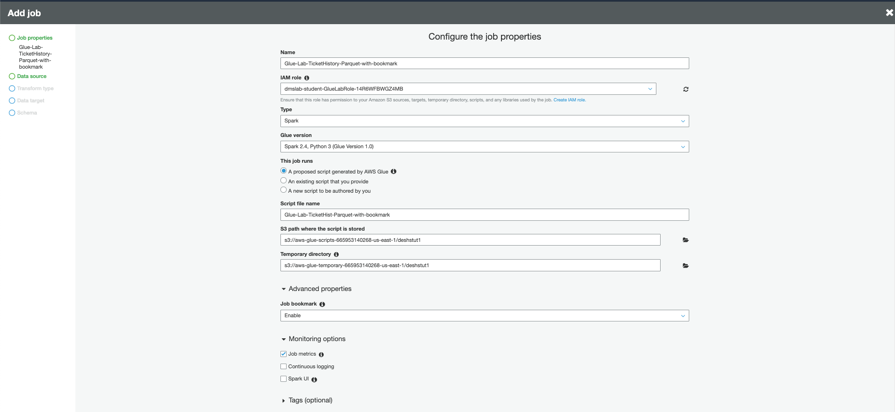 Add job
Job properties
Glue-Lab-
TicketHistory-
Parquet-with-
bookmark
Data source
Transform type
Data target
Schema
Configure the job properties
Name
Glue-Lab-TicketHistory-Parquet-with-bookmark
IAM role
dmslab-student-GlueLabRole-14R6WFBWGZ4MB
Ensure that this role has permission to your Amazon S3 sources, targets, temporary directory, scripts, and any libraries used by the job. Create IAM role.
Type
Spark
Glue version
Spark 2.4, Python 3 (Glue Version 1.0)
This job runs
A proposed script generated by AWS Glue
An existing script that you provide
A new script to be authored by you
Script file name
Glue-Lab-TicketHist-Parquet-with-bookmark
S3 path where the script is stored
s3://aws-glue-scripts-665953140268-us-east-1/deshstut1
Temporary directory
s3://aws-glue-temporary-665953140268-us-east-1/deshstut1
Advanced properties
Job bookmark
Enable
Monitoring options
Job metrics
Continuous logging
Spark UI
Tags (optional)